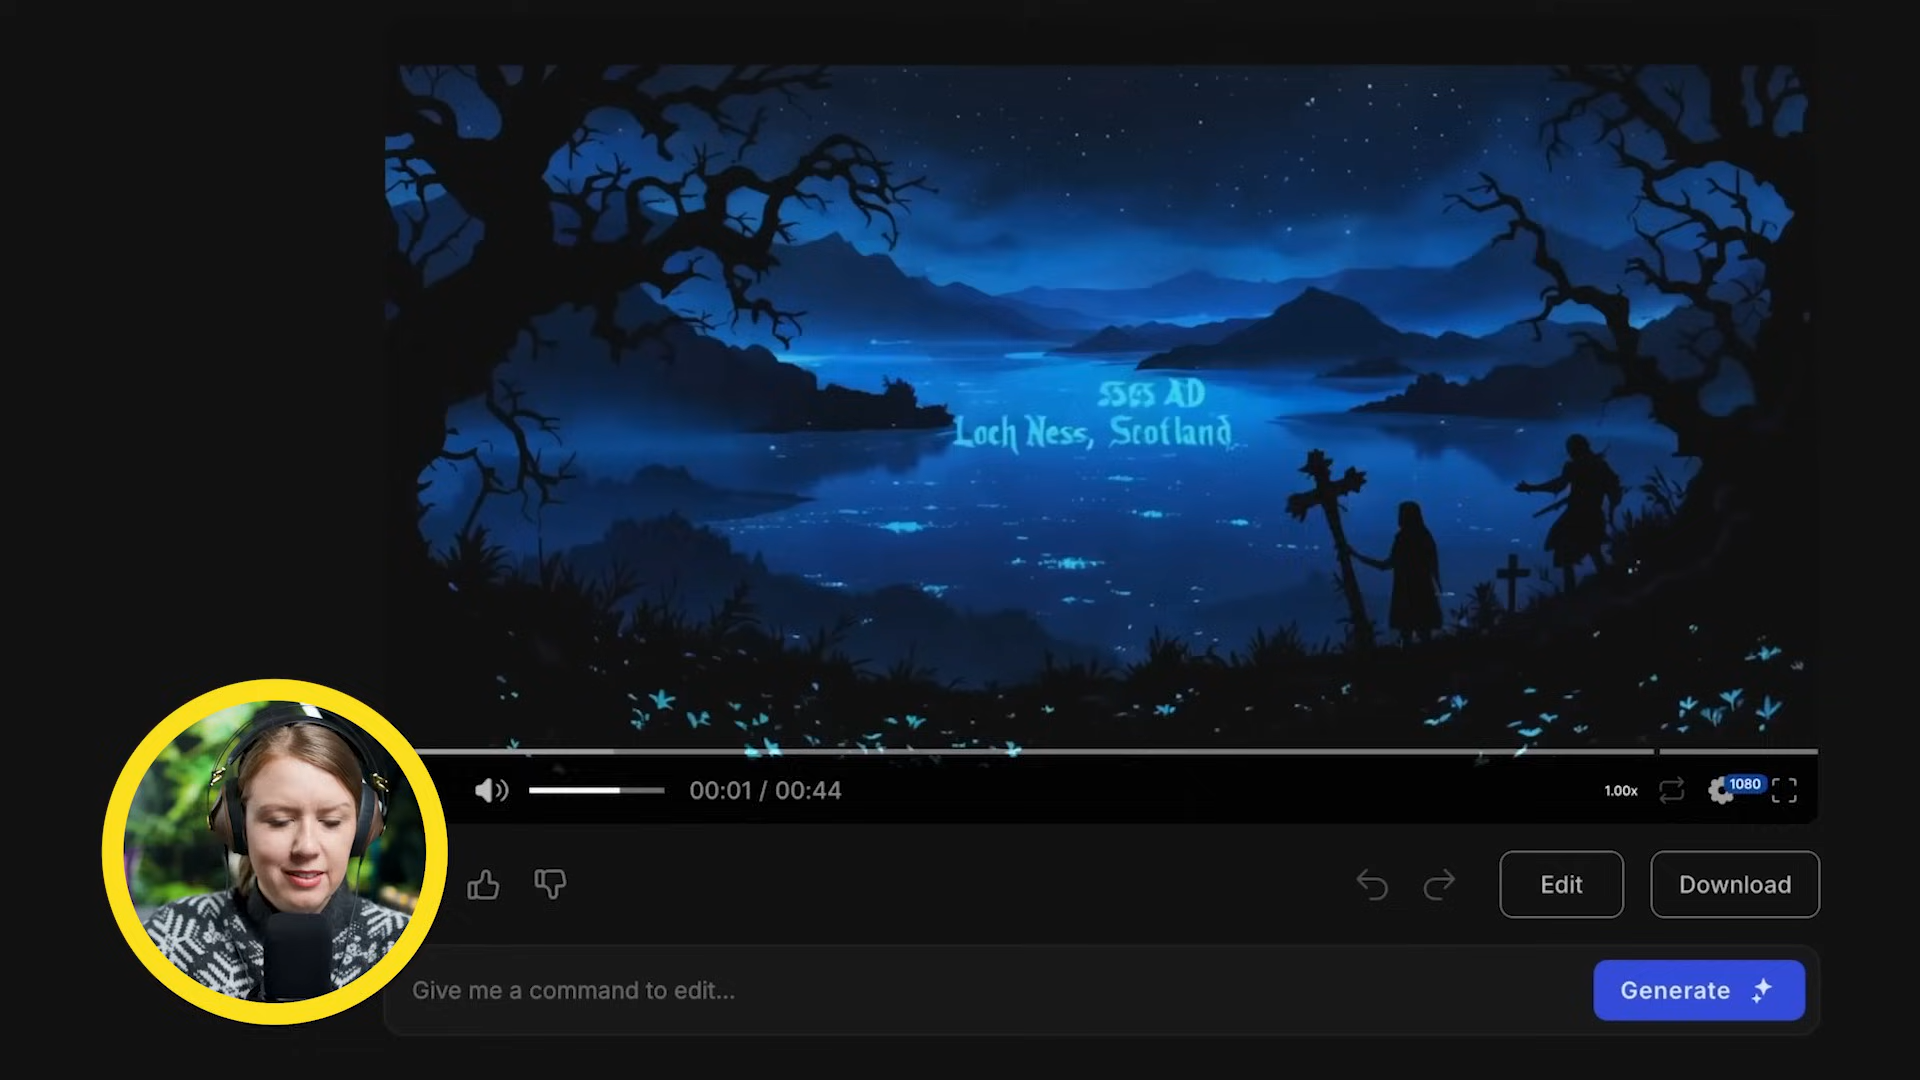 5565 AD
Loch Ness, Scotland
00:01 / 00:44
1.00x
1080
Edit
Download
Give me a command to edit...
Generate